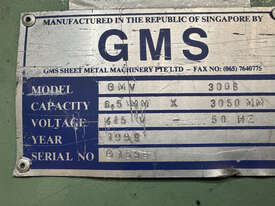 MANUFACTURED IN THE REPUBLIC OF SINGAPORE BY
GMS
GMS SHEET METAL MACHINERY PTE LTD - FAX NO: (065) 7640775
MODEL GMV 3006
CAPACITY 6.5 MM X 3050 MM
VOLTAGE 415 V - 50 HZ
YEAR 1998
SERIAL NO